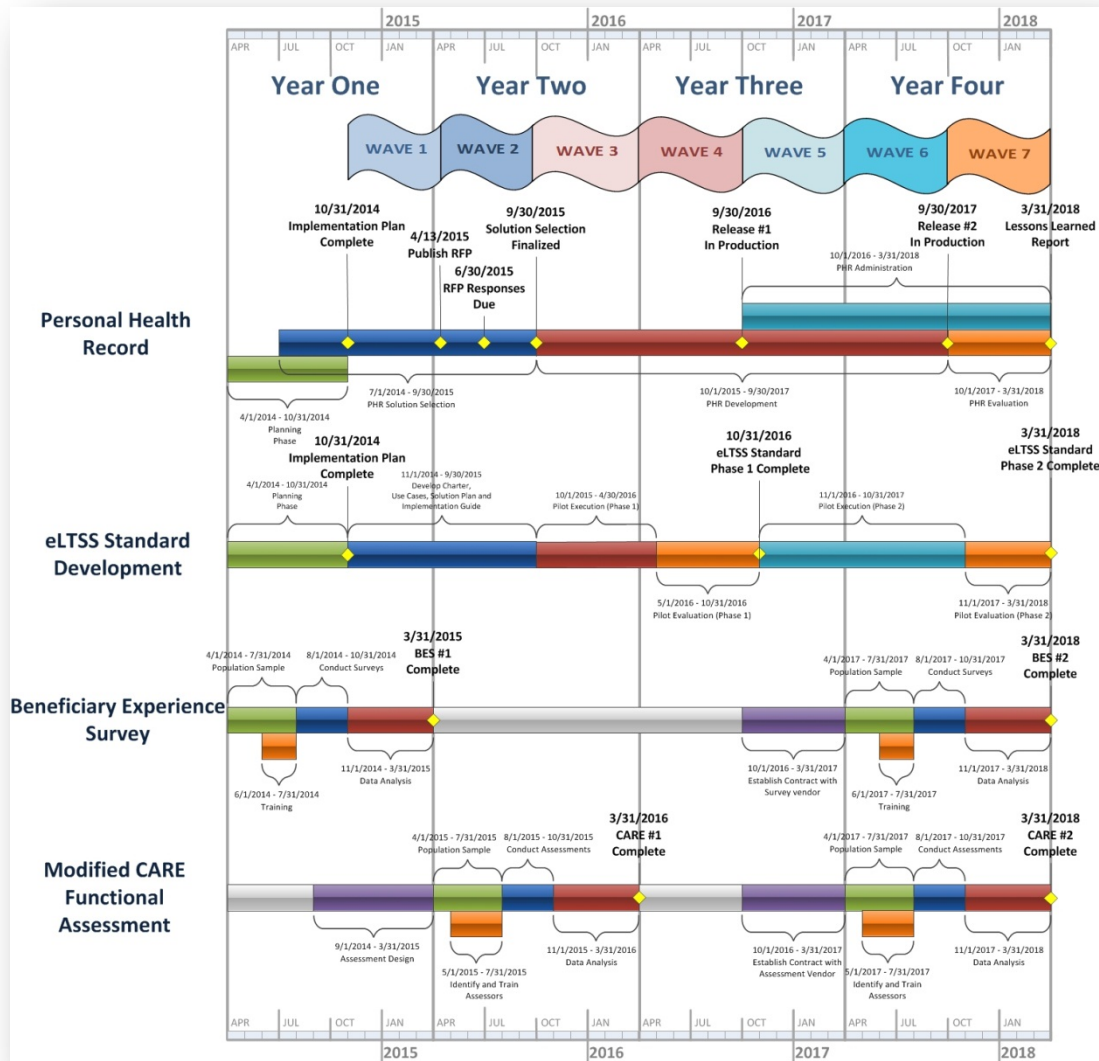 2015 2016 2017 2018
APR JUL OCT JAN APR JUL OCT JAN APR JUL OCT JAN APR JUL OCT JAN
Year One Year Two Year Three Year Four
WAVE 1 WAVE 2 WAVE 3 WAVE 4 WAVE 5 WAVE 6 WAVE 7
10/31/2014
Implementation Plan
Complete
4/13/2015
Publish RFP
6/30/2015
RFP Responses
Due
9/30/2015
Solution Selection
Finalized
9/30/2016
Release #1
In Production
9/30/2017
Release #2
In Production
3/31/2018
Lessons Learned
Report
10/1/2016 - 3/31/2018
PHR Administration
Personal Health
Record
4/1/2014 - 10/31/2014
Planning
Phase
7/1/2014 - 9/30/2015
PHR Solution Selection
10/1/2015 - 9/30/2017
PHR Development
10/1/2017 - 3/31/2018
PHR Evaluation
10/31/2014
Implementation Plan
Complete
10/31/2016
eLTSS Standard
Phase 1 Complete
3/31/2018
eLTSS Standard
Phase 2 Complete
4/1/2014 - 10/31/2014
Planning
Phase
11/1/2014 - 9/30/2015
Develop Charter,
Use Cases, Solution Plan and
Implementation Guide
10/1/2015 - 4/30/2016
Pilot Execution (Phase 1)
11/1/2016 - 10/31/2017
Pilot Execution (Phase 2)
eLTSS Standard
Development
5/1/2016 - 10/31/2016
Pilot Evaluation (Phase 1)
11/1/2017 - 3/31/2018
Pilot Evaluation (Phase 2)
3/31/2015
BES #1
Complete
3/31/2018
BES #2
Complete
4/1/2014 - 7/31/2014
Population Sample
8/1/2014 - 10/31/2014
Conduct Surveys
4/1/2017 - 7/31/2017
Population Sample
8/1/2017 - 10/31/2017
Conduct Surveys
Beneficiary Experience
Survey
6/1/2014 - 7/31/2014
Training
11/1/2014 - 3/31/2015
Data Analysis
10/1/2016 - 3/31/2017
Establish Contract with
Survey vendor
6/1/2017 - 7/31/2017
Training
11/1/2017 - 3/31/2018
Data Analysis
3/31/2016
CARE #1
Complete
3/31/2018
CARE #2
Complete
4/1/2015 - 7/31/2015
Population Sample
8/1/2015 - 10/31/2015
Conduct Assessments
4/1/2017 - 7/31/2017
Population Sample
8/1/2017 - 10/31/2017
Conduct Assessments
Modified CARE
Functional
Assessment
9/1/2014 - 3/31/2015
Assessment Design
5/1/2015 - 7/31/2015
Identify and Train
Assessors
11/1/2015 - 3/31/2016
Data Analysis
10/1/2016 - 3/31/2017
Establish Contract with
Assessment Vendor
5/1/2017 - 7/31/2017
Identify and Train
Assessors
11/1/2017 - 3/31/2018
Data Analysis
APR JUL OCT JAN APR JUL OCT JAN APR JUL OCT JAN APR JUL OCT JAN
2015 2016 2017 2018